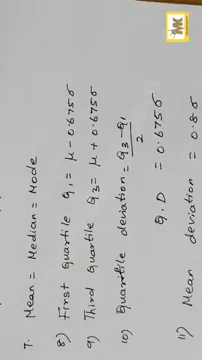 7. Mean = Median = Mode
8) First quartile q₁ = μ - 0.675σ
9) Third quartile q₃ = μ + 0.675σ
10) quartile deviation = q₃ - q₁ / 2
Q.D = 0.675σ
11) Mean deviation = 0.8σ
MK